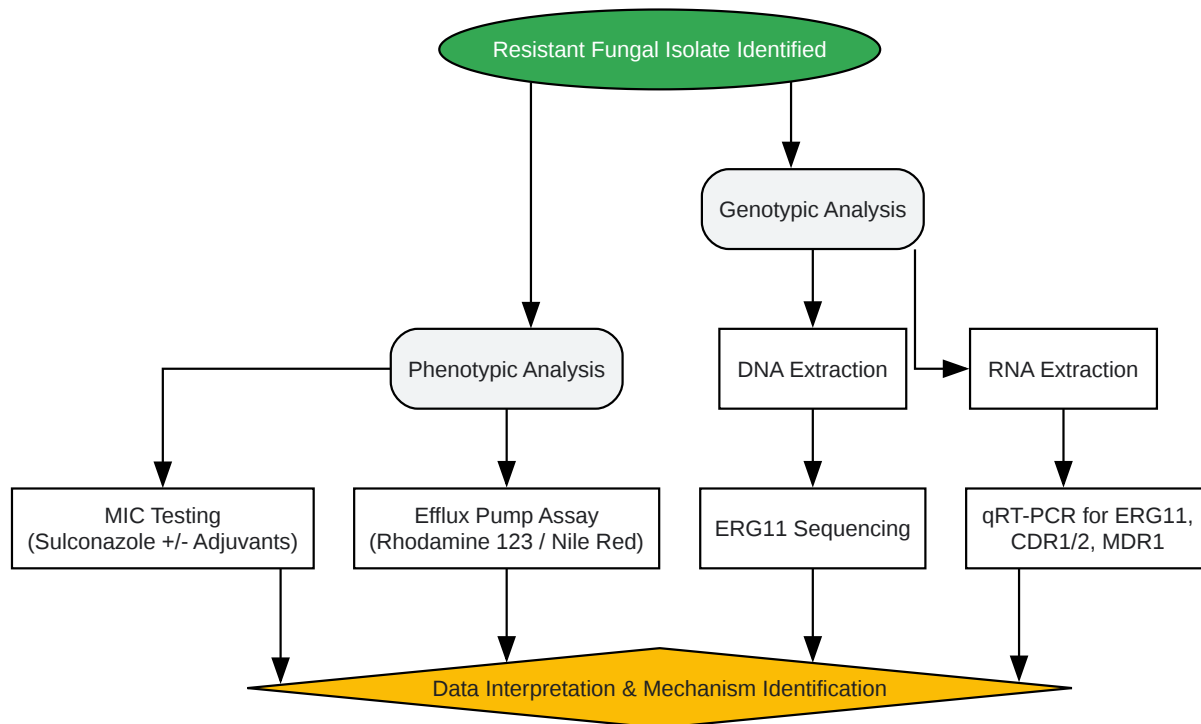 Resistant Fungal Isolate Identified
Genotypic Analysis
Phenotypic Analysis
DNA Extraction
RNA Extraction
MIC Testing
(Sulconazole +/- Adjuvants)
Efflux Pump Assay
(Rhodamine 123 / Nile Red)
ERG11 Sequencing
qRT-PCR for ERG11,
CDR1/2, MDR1
Data Interpretation & Mechanism Identification